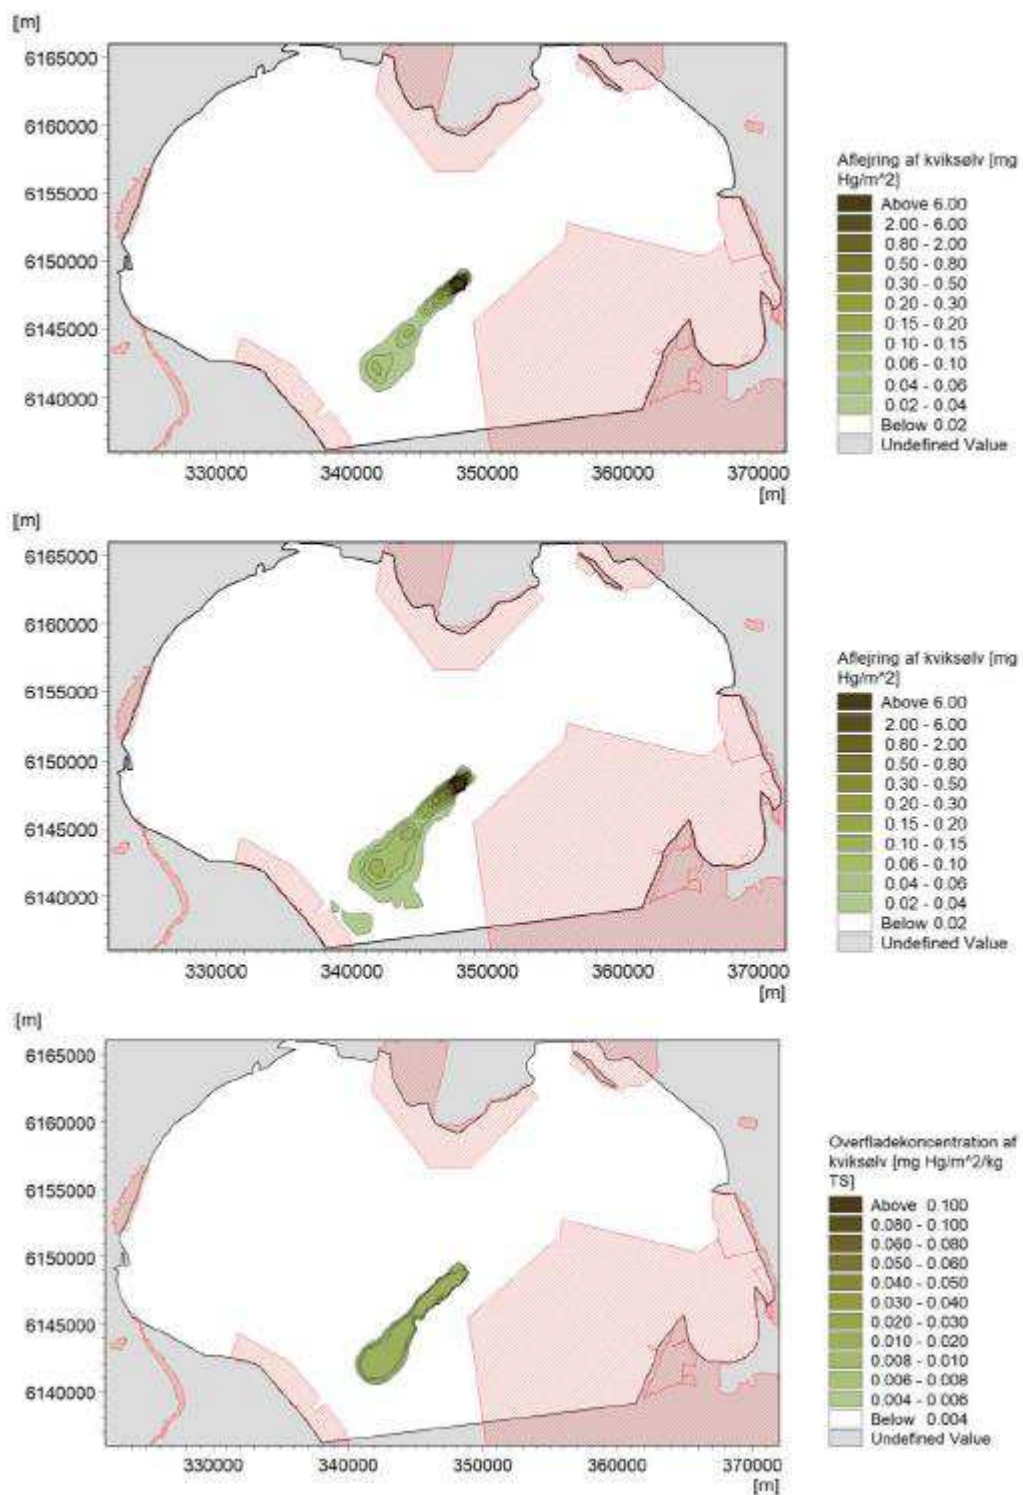 [m]
6165000
6160000
6155000
6150000
6145000
6140000
330000 340000 350000 360000 370000
[m]
Aflejring af kviksølv [mg
Hg/m^2]
Above 6.00
2.00 - 6.00
0.80 - 2.00
0.50 - 0.80
0.30 - 0.50
0.20 - 0.30
0.15 - 0.20
0.10 - 0.15
0.06 - 0.10
0.04 - 0.06
0.02 - 0.04
Below 0.02
Undefined Value
[m]
6165000
6160000
6155000
6150000
6145000
6140000
330000 340000 350000 360000 370000
[m]
Aflejring af kviksølv [mg
Hg/m^2]
Above 6.00
2.00 - 6.00
0.80 - 2.00
0.50 - 0.80
0.30 - 0.50
0.20 - 0.30
0.15 - 0.20
0.10 - 0.15
0.06 - 0.10
0.04 - 0.06
0.02 - 0.04
Below 0.02
Undefined Value
[m]
6165000
6160000
6155000
6150000
6145000
6140000
330000 340000 350000 360000 370000
[m]
Overfladekoncentration af
kviksølv [mg Hg/m^2/kg
TS]
Above 0.100
0.080 - 0.100
0.060 - 0.080
0.050 - 0.060
0.040 - 0.050
0.030 - 0.040
0.020 - 0.030
0.010 - 0.020
0.008 - 0.010
0.006 - 0.008
0.004 - 0.006
Below 0.004
Undefined Value